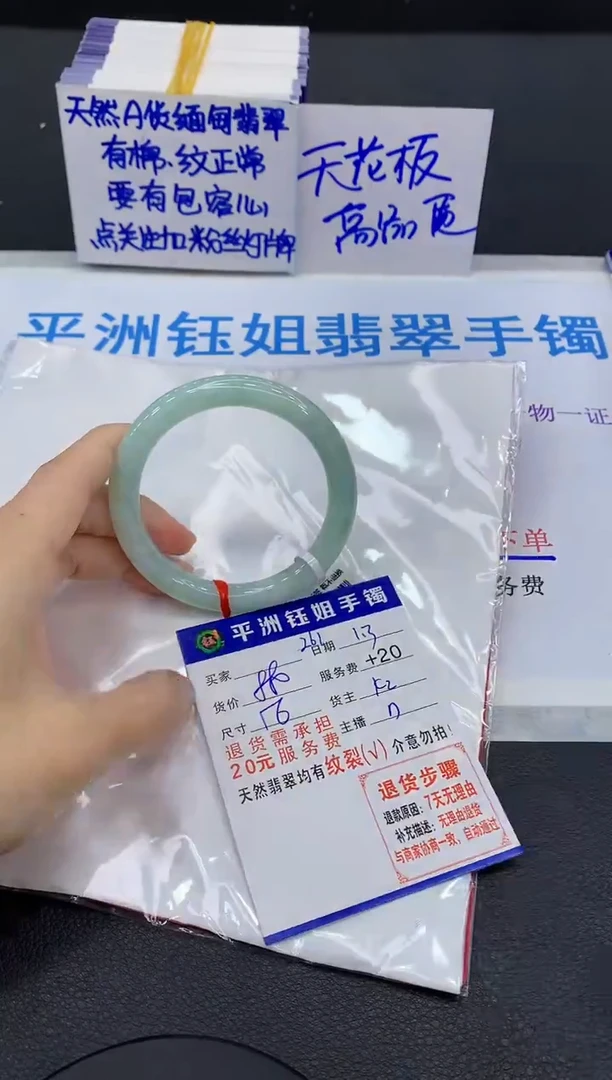 天然A货缅甸翡翠
有棉、纹正常
要有包容心
点关注加粉丝灯牌
天花板
高品质
平洲钰姐翡翠手镯
物一证
单
务费
平洲钰姐手镯
买家 日期 1.3
货价 服务费 +20
尺寸 56 货主
退货需承担 主播
20元服务费
天然翡翠均有纹裂(√) 介意勿拍!
退货步骤
退款原因:7天无理由
补充描述:无理由退货
与商家协商一致,自动通过